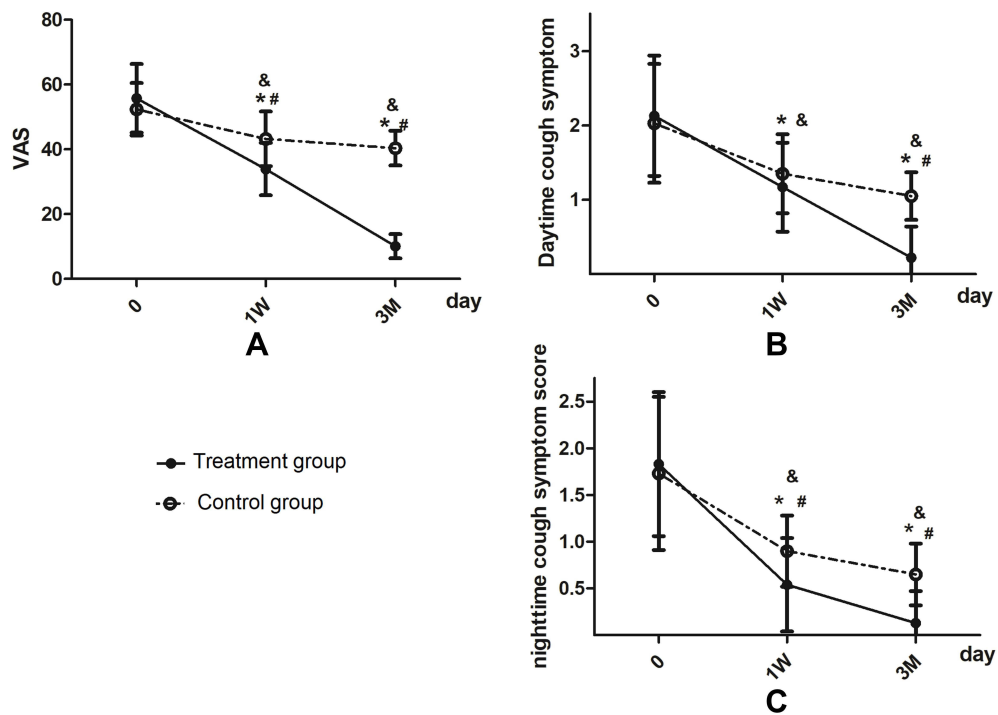 80
60
40
20
0
VAS
&
*#
&
*#
0
1W
3M
day
A
3
2
1
Daytime cough symptom
* &
&
* #
0
1W
3M
day
B
Treatment group
Control group
2.5
2.0
1.5
1.0
0.5
nighttime cough symptom score
&
* #
&
* #
0
1W
3M
day
C